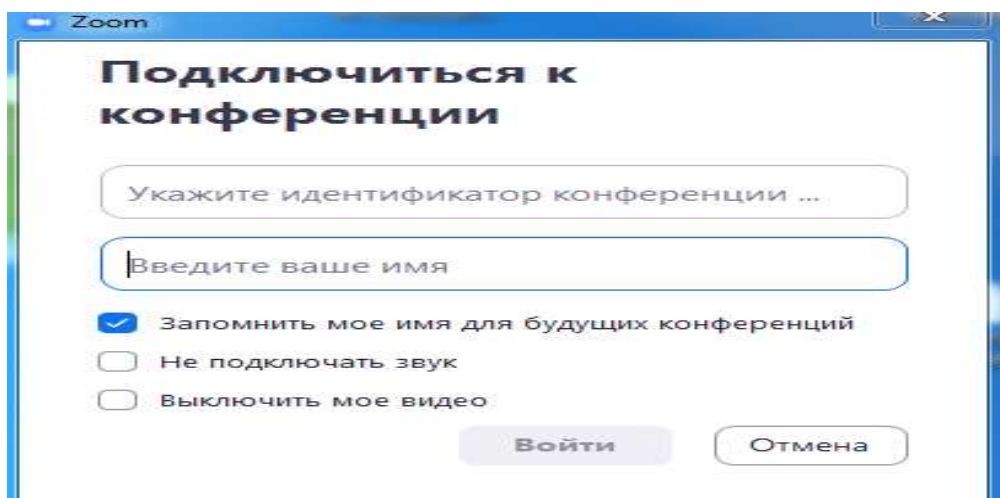 Zoom
Подключиться к
конференции
Укажите идентификатор конференции ...
Введите ваше имя
Запомнить мое имя для будущих конференций
Не подключать звук
Выключить мое видео
Войти
Отмена